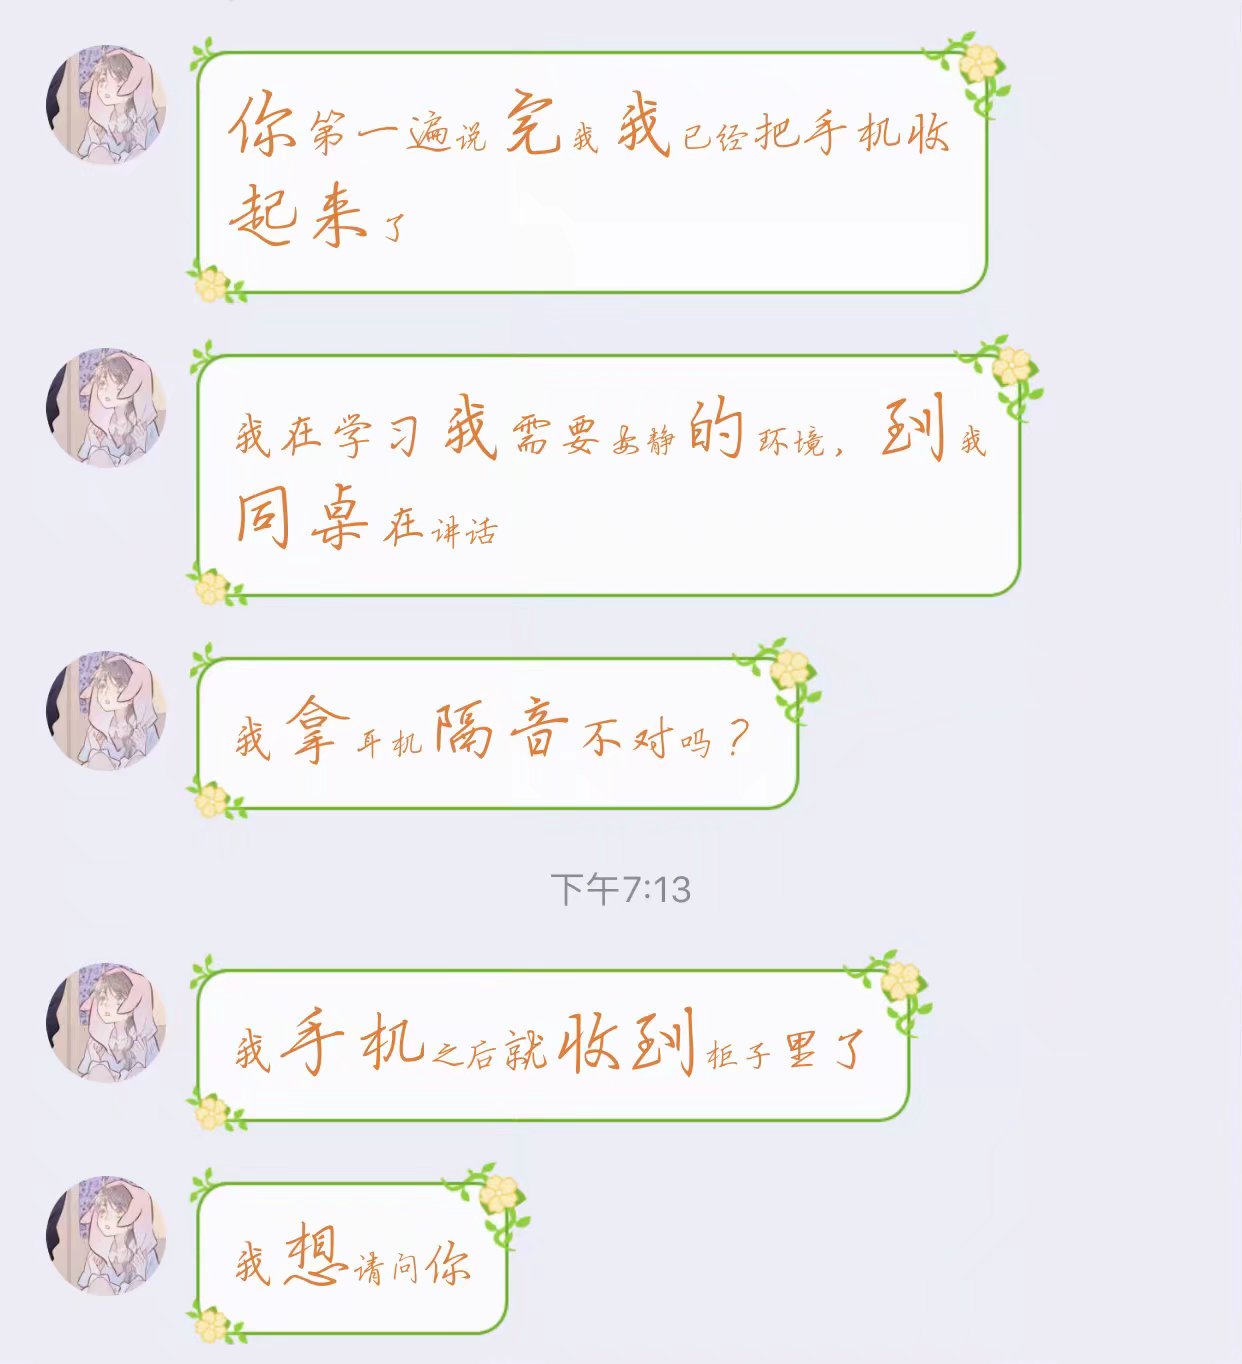 你第一遍说完我我已经把手机收
起来了
我在学习我需要安静的环境，到我
同桌在讲话
我拿耳机隔音不对吗？
下午7:13
我手机之后就收到柜子里了
我想请问你